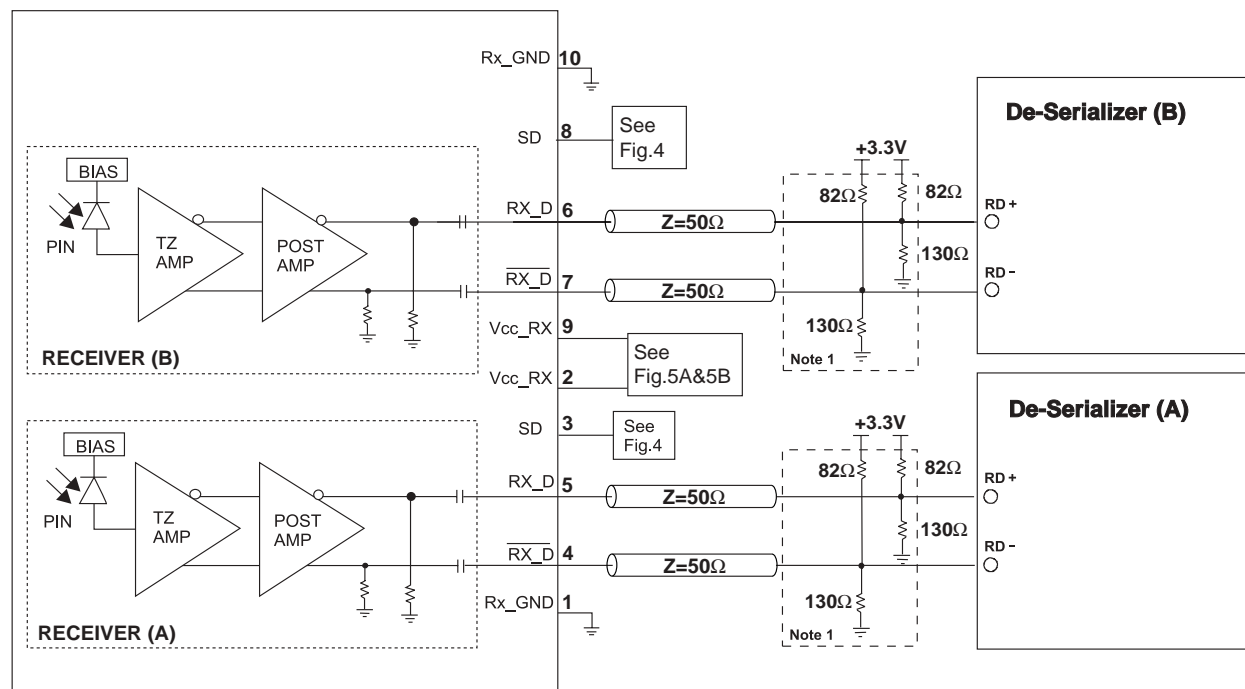 Rx_GND 10
De-Serializer (B)
SD 8
See
Fig.4
+3.3V
BIAS
82Ω
82Ω
PIN
TZ
AMP
POST
AMP
RX_D 6
Z=50Ω
RD +
130Ω
RX_D 7
Z=50Ω
RD −
130Ω
Note 1
RECEIVER (B)
Vcc_RX 9
See
Fig.5A&5B
Vcc_RX 2
De-Serializer (A)
SD 3
See
Fig.4
+3.3V
BIAS
82Ω
82Ω
PIN
TZ
AMP
POST
AMP
RX_D 5
Z=50Ω
RD +
130Ω
RX_D 4
Z=50Ω
RD −
130Ω
Note 1
Rx_GND 1
RECEIVER (A)